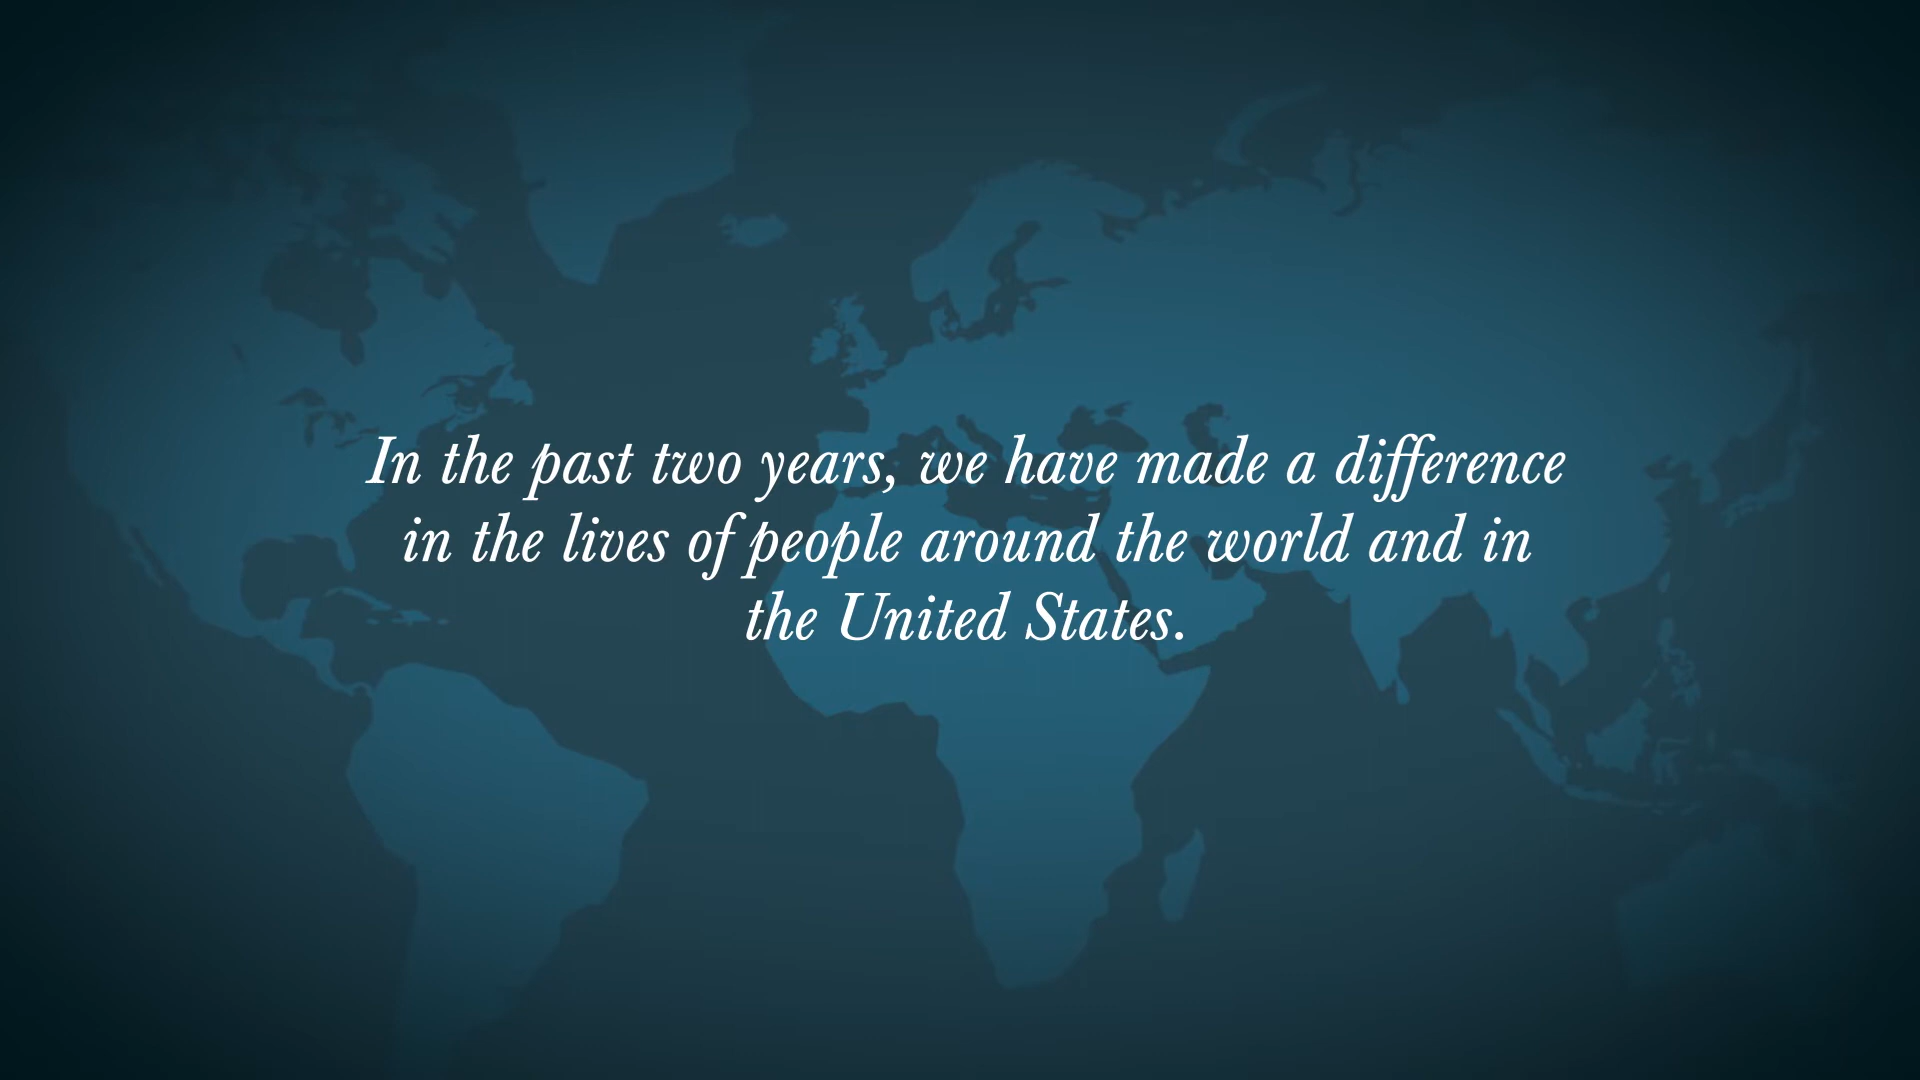 In the past two years, we have made a difference
in the lives of people around the world and in
the United States.